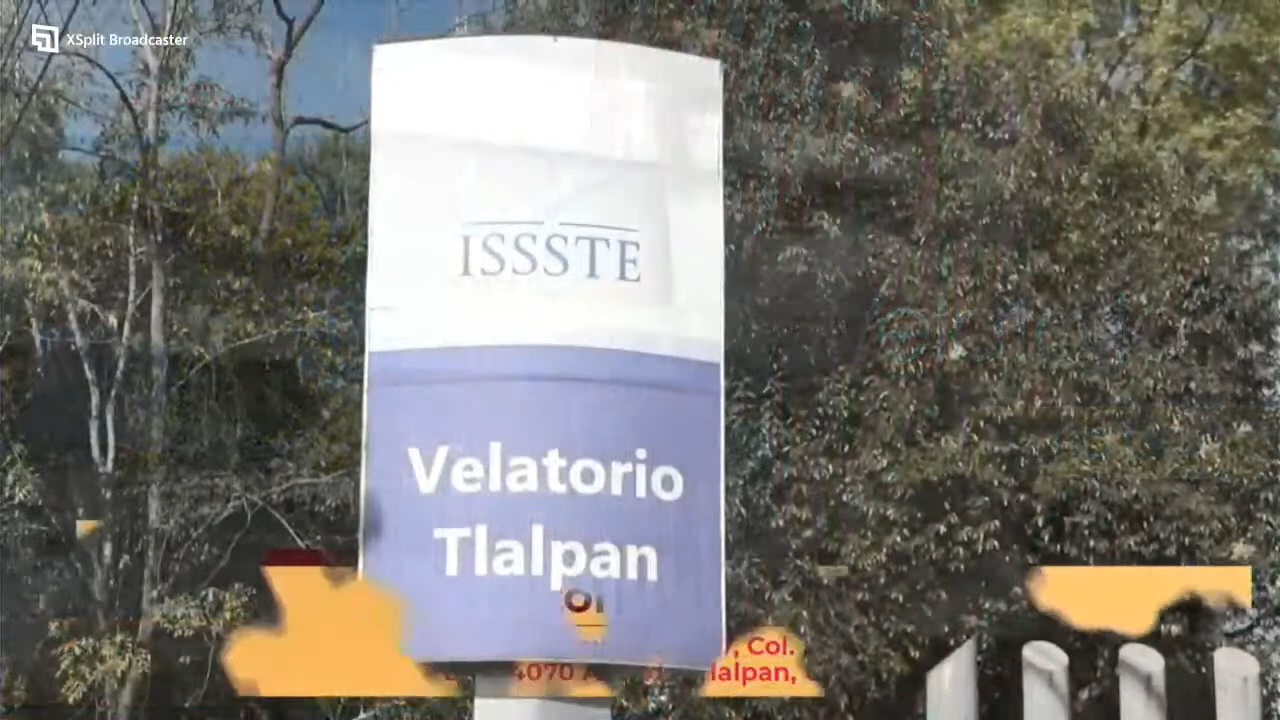 XSplit Broadcaster
ISSSTE
Velatorio
Tlalpan
, Col.
4070
lalpan,